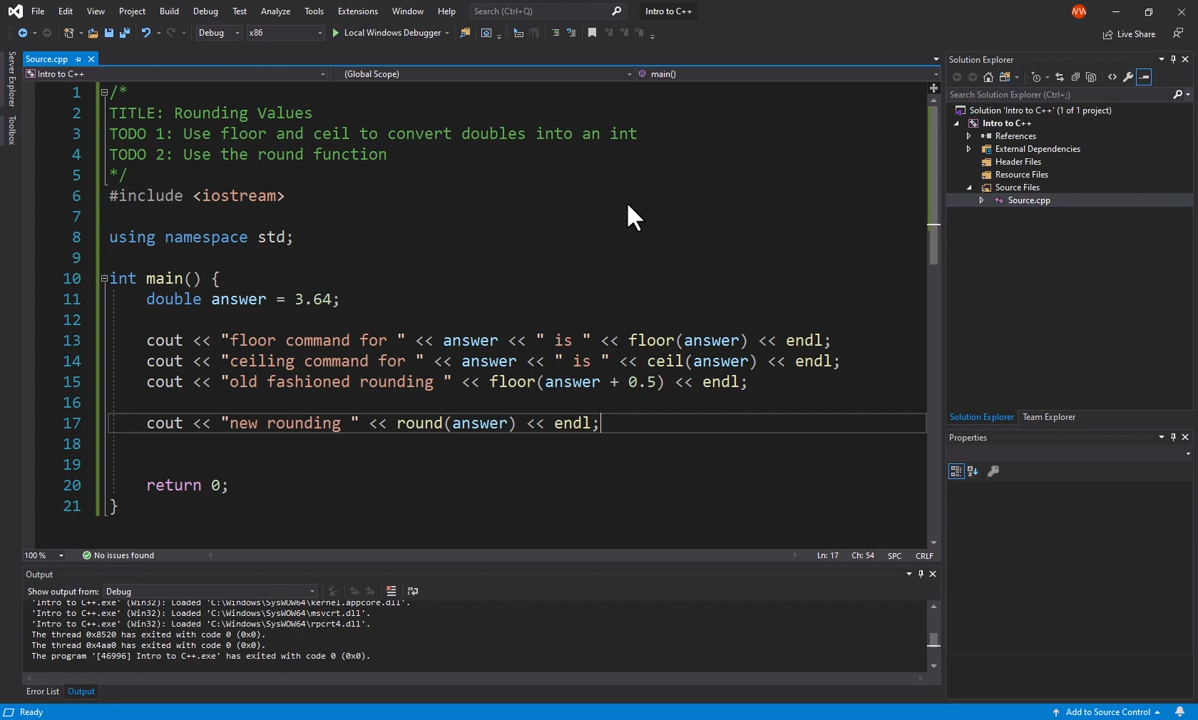 File Edit View Project Build Debug Test Analyze Tools Extensions Window Help Search (Ctrl+Q) Intro to C++
Debug x86 Local Windows Debugger Live Share
Server Explorer
Toolbox
Source.cpp
Intro to C++ (Global Scope) main()
1 /*
2 TITLE: Rounding Values
3 TODO 1: Use floor and ceil to convert doubles into an int
4 TODO 2: Use the round function
5 */
6 #include <iostream>
7
8 using namespace std;
9
10 int main() {
11 double answer = 3.64;
12
13 cout << "floor command for " << answer << " is " << floor(answer) << endl;
14 cout << "ceiling command for " << answer << " is " << ceil(answer) << endl;
15 cout << "old fashioned rounding " << floor(answer + 0.5) << endl;
16
17 cout << "new rounding " << round(answer) << endl;
18
19
20 return 0;
21 }
100 % No issues found Ln: 17 Ch: 54 SPC CRLF
Output
Show output from: Debug
'Intro to C++.exe' (Win32): Loaded 'C:\Windows\SysWOW64\kernel.appcore.dll'.
'Intro to C++.exe' (Win32): Loaded 'C:\Windows\SysWOW64\msvcrt.dll'.
'Intro to C++.exe' (Win32): Loaded 'C:\Windows\SysWOW64\rpcrt4.dll'.
The thread 0x8520 has exited with code 0 (0x0).
The thread 0x4aa0 has exited with code 0 (0x0).
The program '[46996] Intro to C++.exe' has exited with code 0 (0x0).
Error List Output
Ready Add to Source Control
Solution Explorer
Search Solution Explorer (Ctrl+;)
Solution 'Intro to C++' (1 of 1 project)
Intro to C++
References
External Dependencies
Header Files
Resource Files
Source Files
Source.cpp
Solution Explorer Team Explorer
Properties